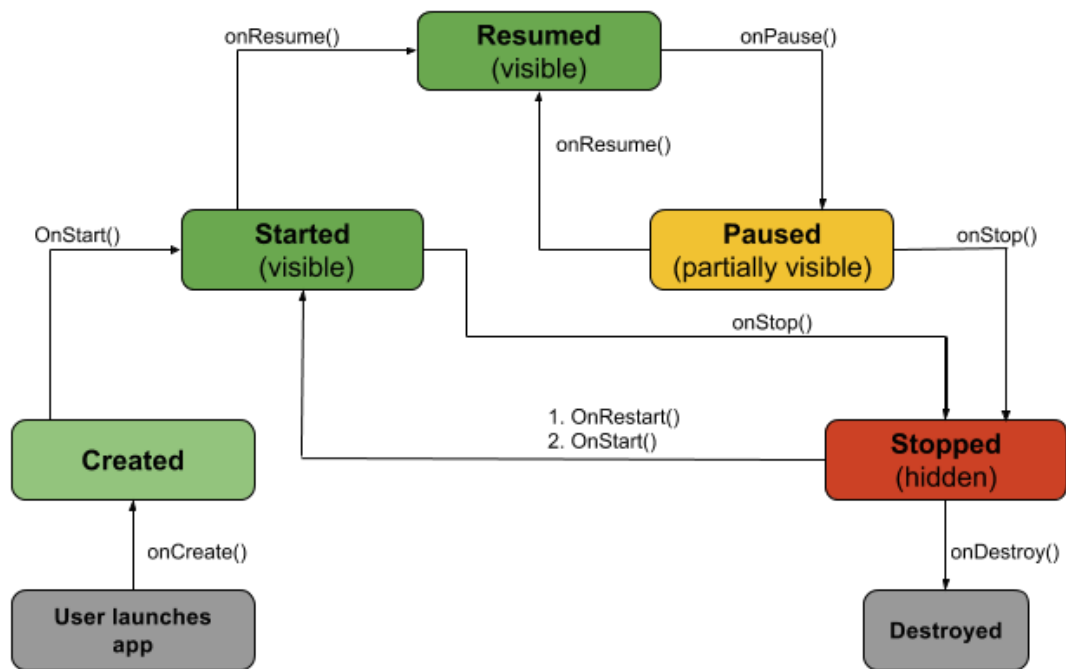 onResume()
Resumed
(visible)
onPause()
onResume()
OnStart()
Started
(visible)
Paused
(partially visible)
onStop()
onStop()
1. OnRestart()
2. OnStart()
Created
Stopped
(hidden)
onCreate()
onDestroy()
User launches
app
Destroyed